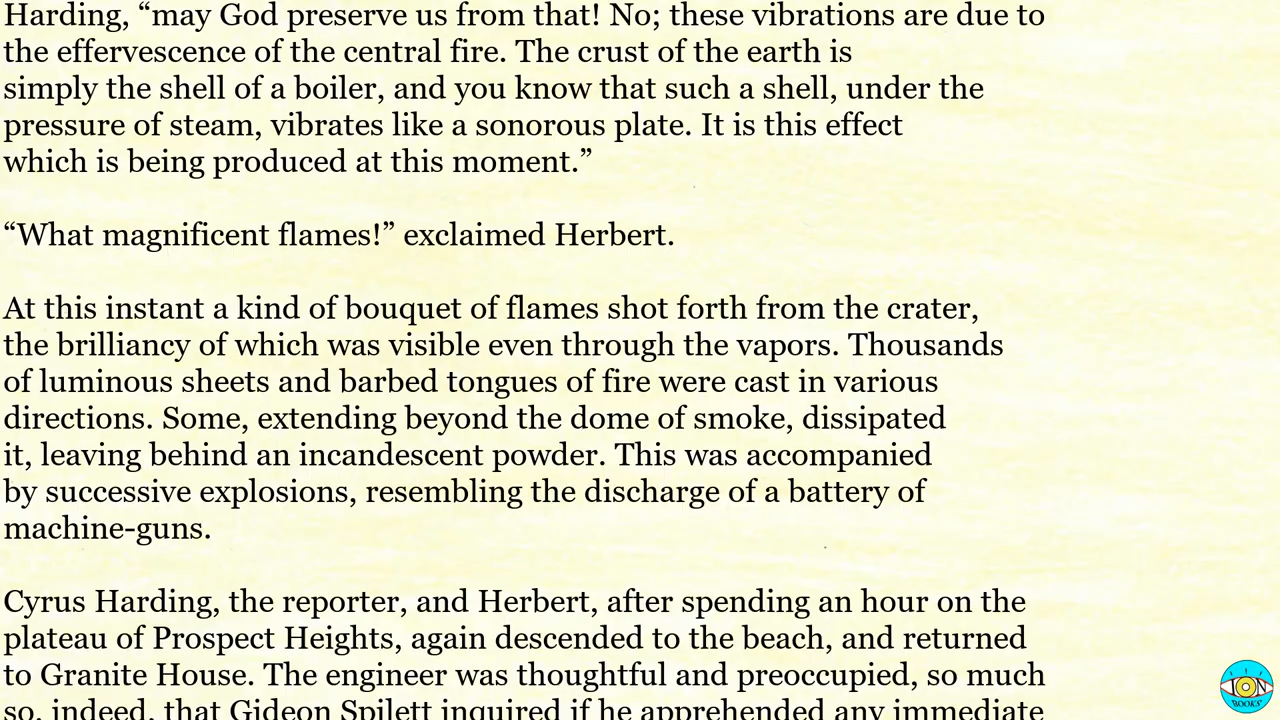 Harding, “may God preserve us from that! No; these vibrations are due to
the effervescence of the central fire. The crust of the earth is
simply the shell of a boiler, and you know that such a shell, under the
pressure of steam, vibrates like a sonorous plate. It is this effect
which is being produced at this moment.”
“What magnificent flames!” exclaimed Herbert.
At this instant a kind of bouquet of flames shot forth from the crater,
the brilliancy of which was visible even through the vapors. Thousands
of luminous sheets and barbed tongues of fire were cast in various
directions. Some, extending beyond the dome of smoke, dissipated
it, leaving behind an incandescent powder. This was accompanied
by successive explosions, resembling the discharge of a battery of
machine-guns.
Cyrus Harding, the reporter, and Herbert, after spending an hour on the
plateau of Prospect Heights, again descended to the beach, and returned
to Granite House. The engineer was thoughtful and preoccupied, so much
so, indeed, that Gideon Spilett inquired if he apprehended any immediate
ION
BOOKS